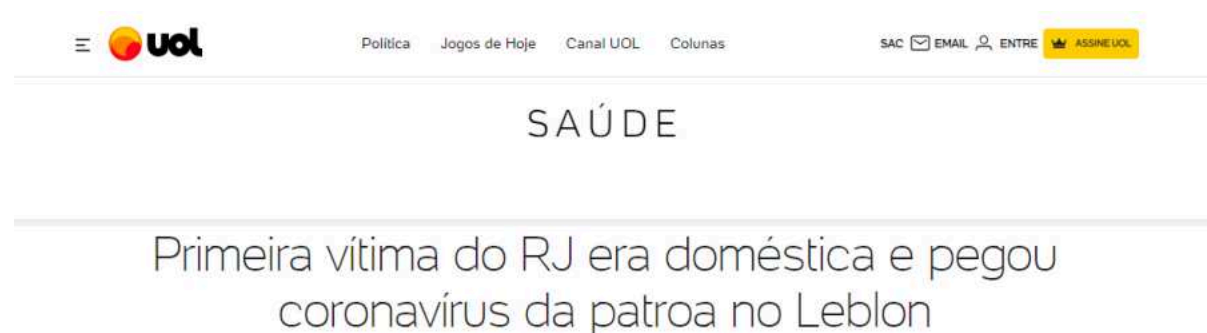 uol Política Jogos de Hoje Canal UOL Colunas SAC EMAIL ENTRE ASSINE UOL
SAÚDE
Primeira vítima do RJ era doméstica e pegou
coronavírus da patroa no Leblon